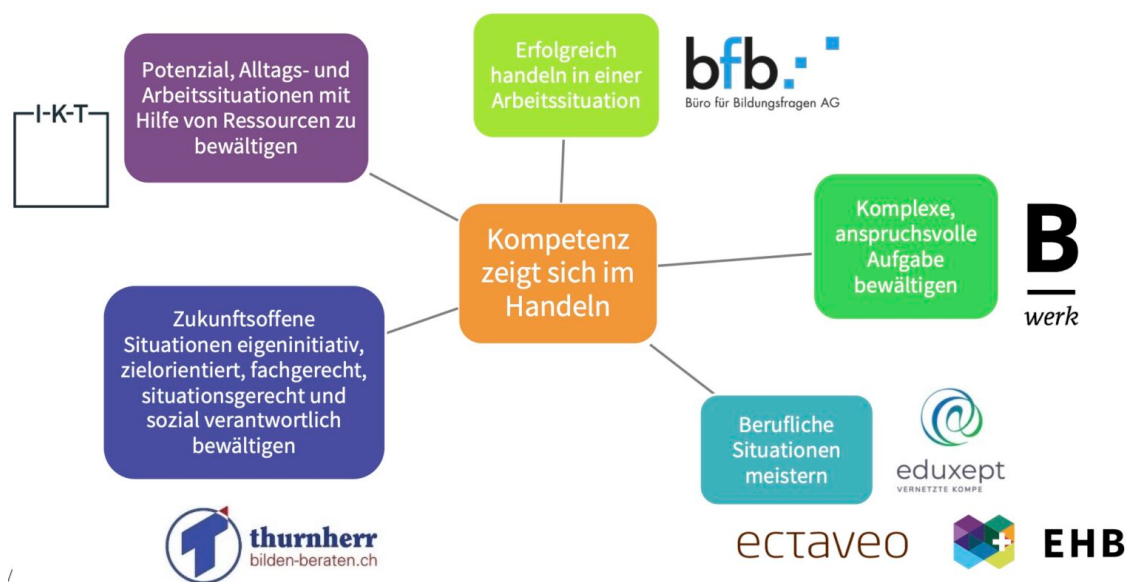 Potenzial, Alltags- und
Arbeitssituationen mit
Hilfe von Ressourcen zu
bewältigen
I-K-T
Erfolgreich
handeln in einer
Arbeitssituation
bfb
Büro für Bildungsfragen AG
Kompetenz
zeigt sich im
Handeln
Komplexe,
anspruchsvolle
Aufgabe
bewältigen
B
werk
Zukunftsoffene
Situationen eigeninitiativ,
zielorientiert, fachgerecht,
situationsgerecht und
sozial verantwortlich
bewältigen
Berufliche
Situationen
meistern
eduxept
VERNETZTE KOMPE
thurnherr
bilden-beraten.ch
ectaveo
EHB
/